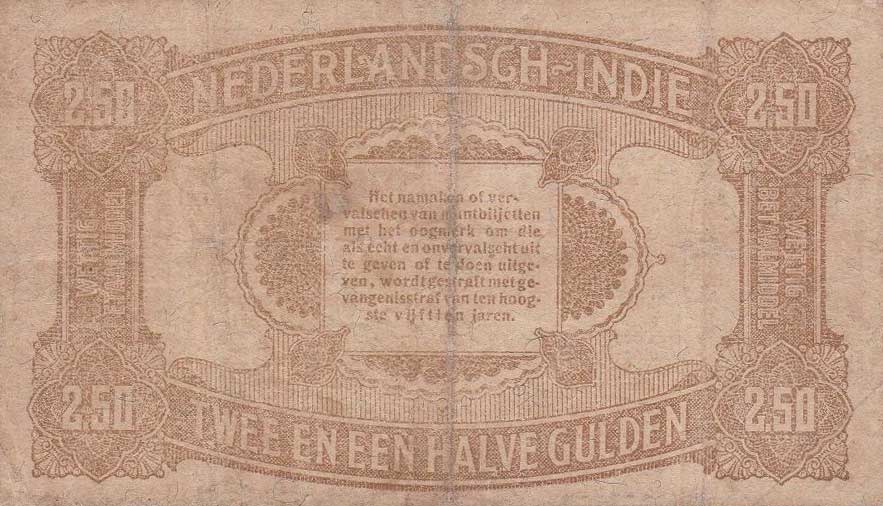 NEDERLANDSCH-INDIE
2.50
2.50
WETTIG
BETAALMIDDEL
Het namaken of ver-
valschen van muntbiljetten
met het oogmerk om die
als echt en onvervalscht uit
te geven of te doen uitge-
ven, wordt gestraft met ge-
vangenisstraf van ten hoog-
ste vijftien jaren.
WETTIG
BETAALMIDDEL
2.50
2.50
TWEE EN EEN HALVE GULDEN